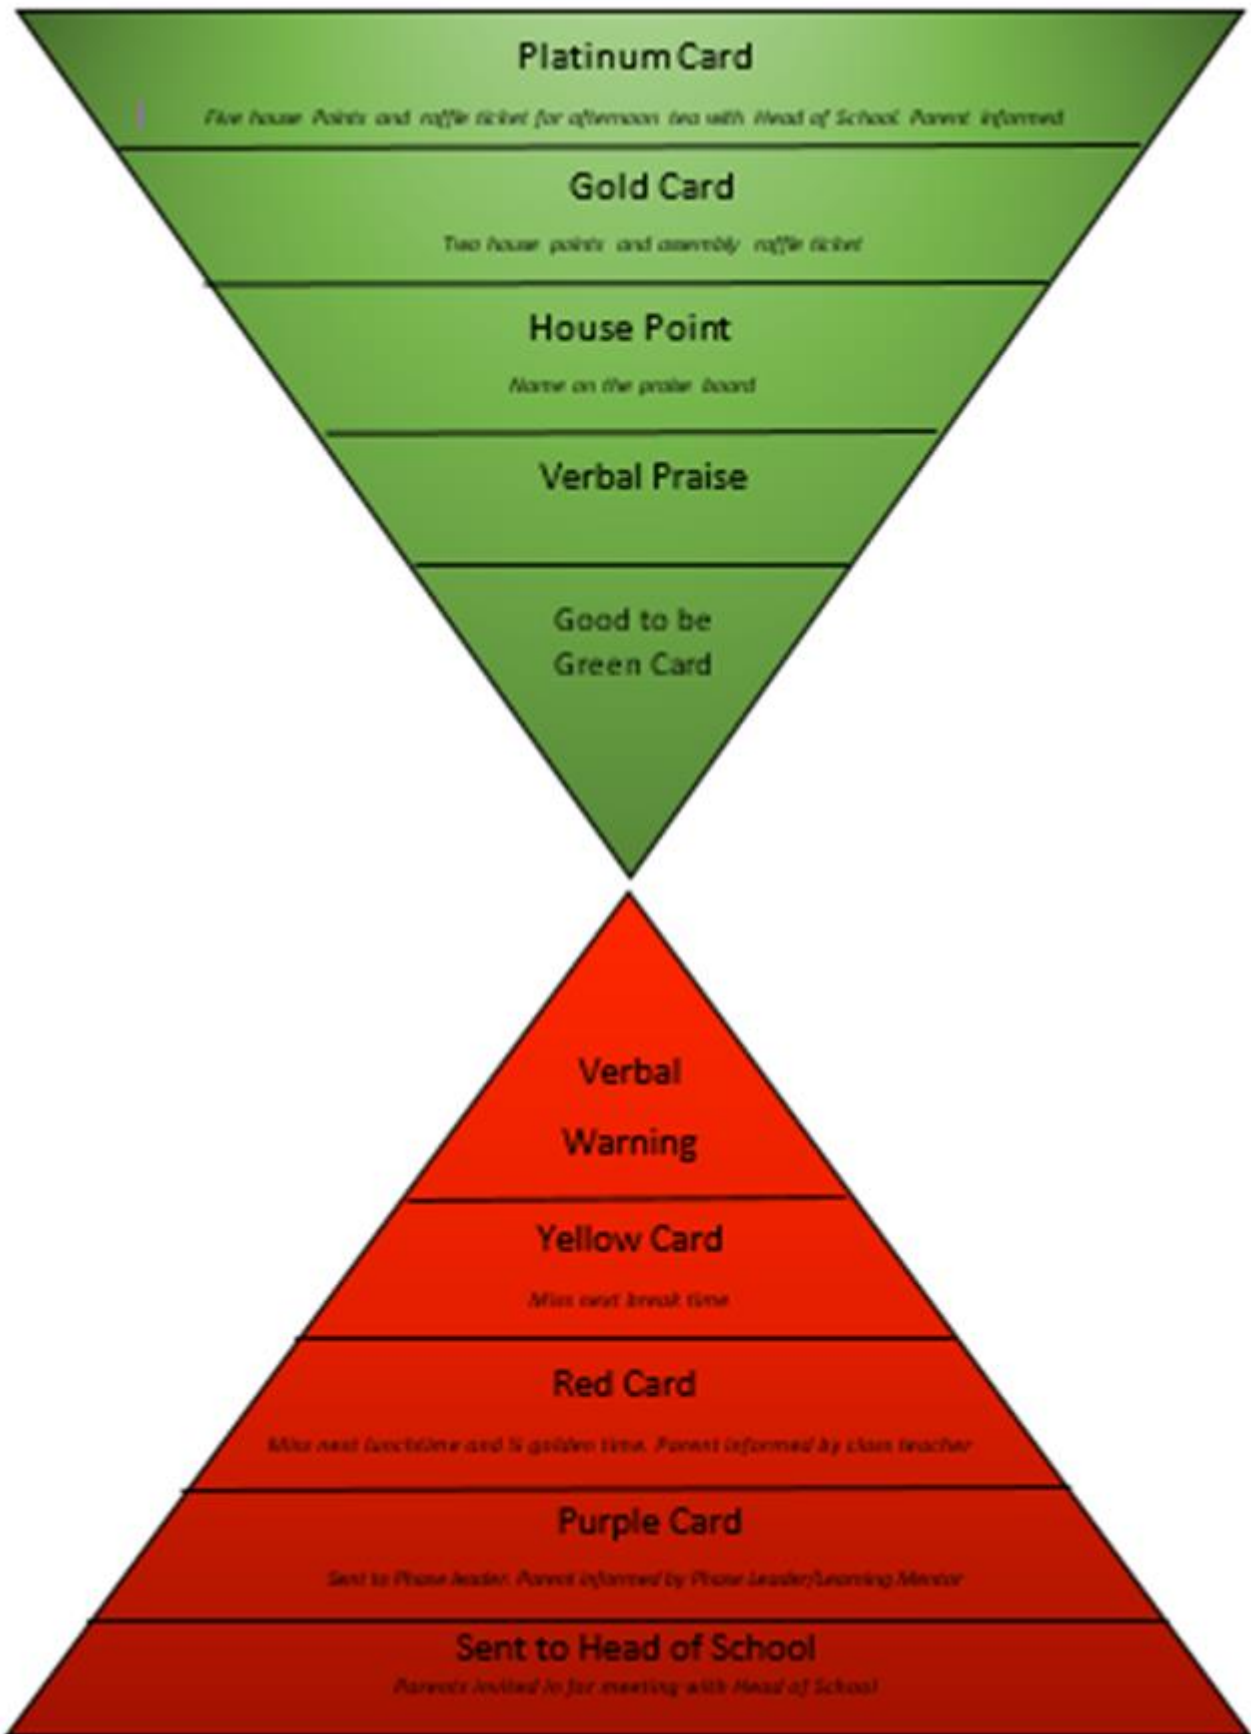 Platinum Card
Five house Points and raffle ticket for afternoon tea with Head of School. Parent informed
Gold Card
Two house points and assembly raffle ticket
House Point
Name on the praise board
Verbal Praise
Good to be
Green Card
Verbal
Warning
Yellow Card
Miss next break time
Red Card
Miss next lunchtime and ½ golden time. Parent informed by class teacher
Purple Card
Sent to Phase leader. Parent informed by Phase Leader/Learning Mentor
Sent to Head of School
Parents invited in for meeting with Head of School